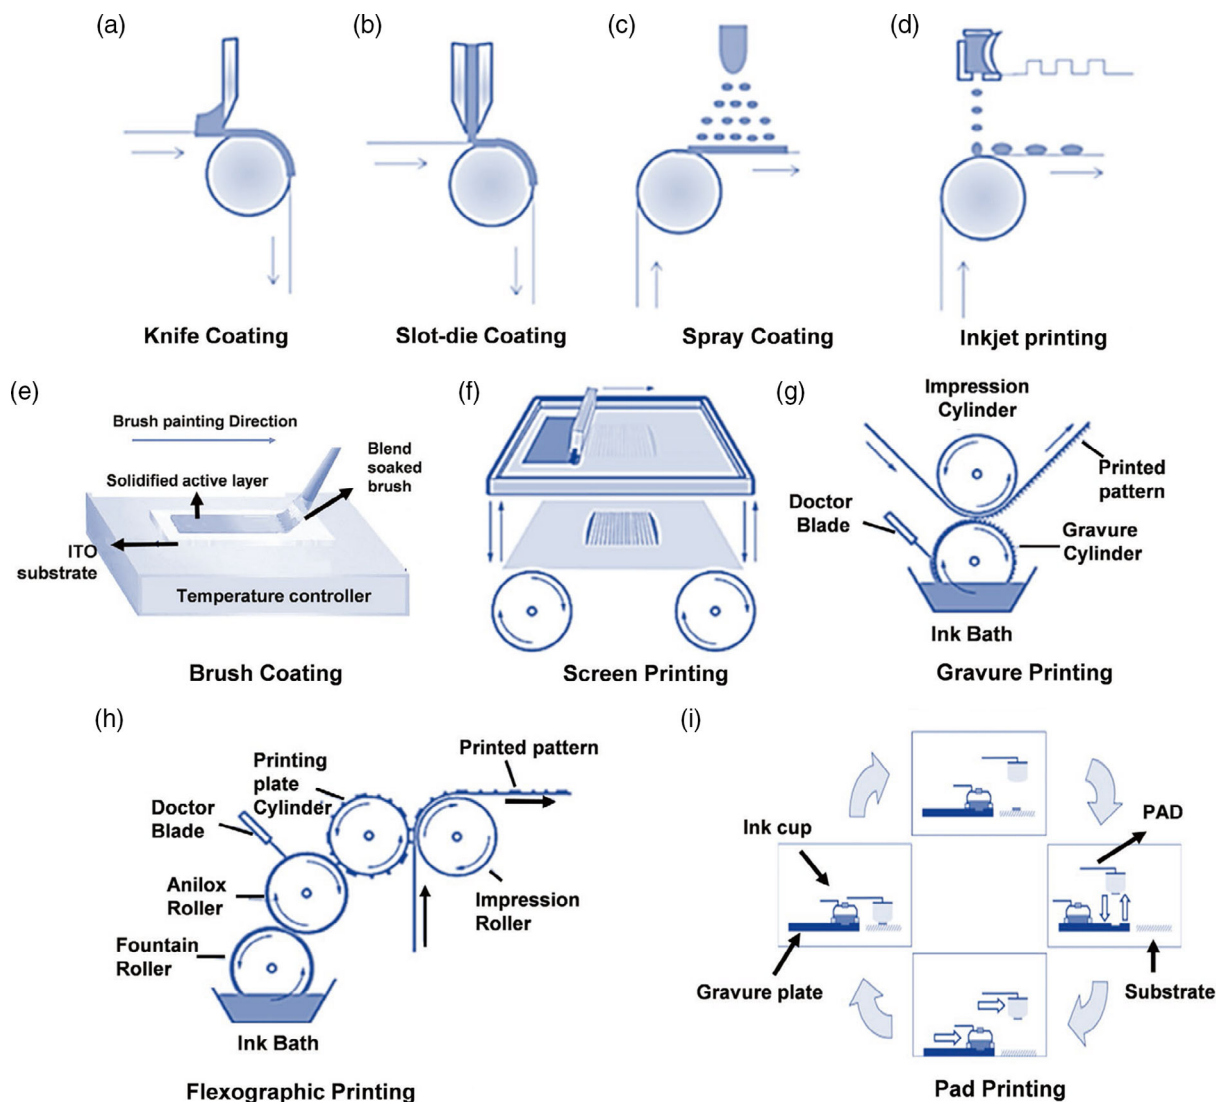 (a)
(b)
(c)
(d)
Knife Coating
Slot-die Coating
Spray Coating
Inkjet printing
(e)
Brush painting Direction
Solidified active layer
Blend
soaked
brush
ITO
substrate
Temperature controller
Brush Coating
(f)
Screen Printing
(g)
Impression
Cylinder
Printed
pattern
Doctor
Blade
Gravure
Cylinder
Ink Bath
Gravure Printing
(h)
Printed pattern
Printing
plate
Cylinder
Doctor
Blade
Anilox
Roller
Impression
Roller
Fountain
Roller
Ink Bath
Flexographic Printing
(i)
Ink cup
PAD
Gravure plate
Substrate
Pad Printing